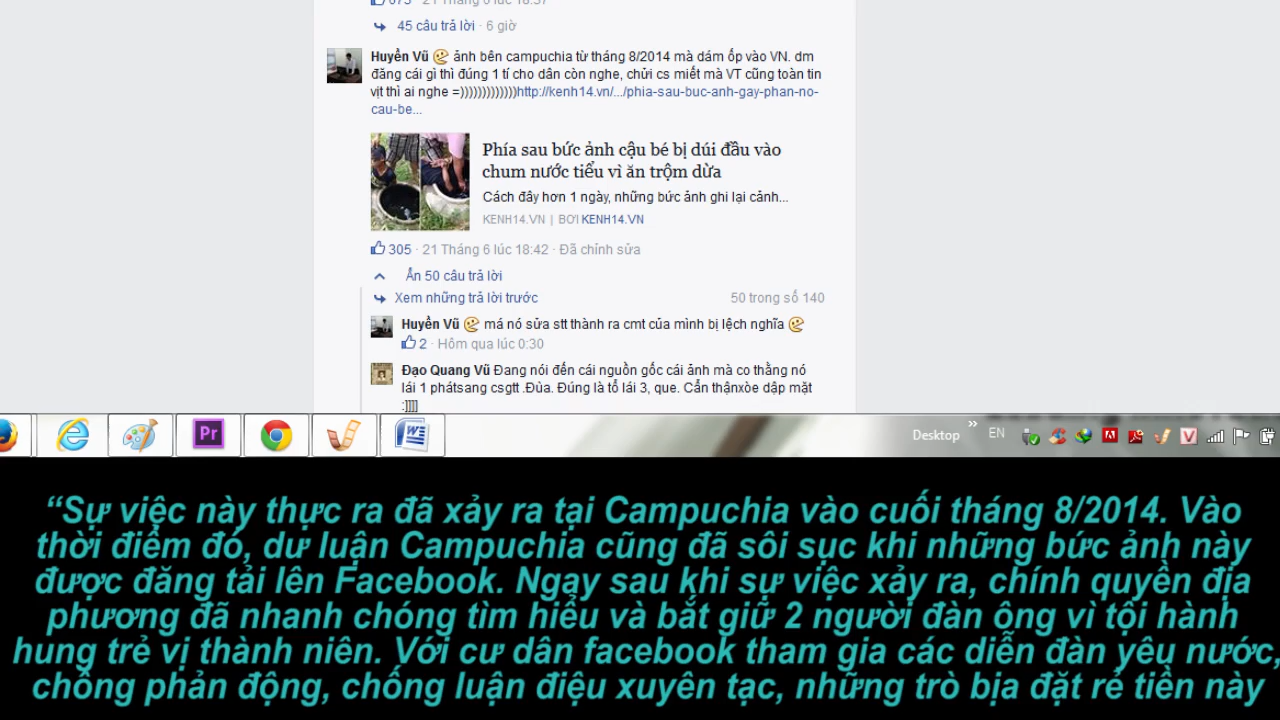 45 câu trả lời · 6 giờ
Huyền Vũ ảnh bên campuchia từ tháng 8/2014 mà dám ốp vào VN. dm
đăng cái gì thì đúng 1 tí cho dân còn nghe, chửi cs miết mà VT cũng toàn tin
vịt thì ai nghe =)))))))))))))http://kenh14.vn/.../phia-sau-buc-anh-gay-phan-no-
cau-be...
Phía sau bức ảnh cậu bé bị dúi đầu vào
chum nước tiểu vì ăn trộm dừa
Cách đây hơn 1 ngày, những bức ảnh ghi lại cảnh...
KENH14.VN | BỞI KENH14.VN
305 · 21 Tháng 6 lúc 18:42 · Đã chỉnh sửa
Ẩn 50 câu trả lời
Xem những trả lời trước 50 trong số 140
Huyền Vũ má nó sửa stt thành ra cmt của mình bị lệch nghĩa
2 · Hôm qua lúc 0:30
Đạo Quang Vũ Đang nói đến cái nguồn gốc cái ảnh mà co thằng nó
lái 1 phátsang csgtt .Đùa. Đúng là tổ lái 3, que. Cẩn thậnxòe dập mặt
:]]]]
Pr
Desktop » EN
“Sự việc này thực ra đã xảy ra tại Campuchia vào cuối tháng 8/2014. Vào
thời điểm đó, dư luận Campuchia cũng đã sôi sục khi những bức ảnh này
được đăng tải lên Facebook. Ngay sau khi sự việc xảy ra, chính quyền địa
phương đã nhanh chóng tìm hiểu và bắt giữ 2 người đàn ông vì tội hành
hung trẻ vị thành niên. Với cư dân facebook tham gia các diễn đàn yêu nước,
chống phản động, chống luận điệu xuyên tạc, những trò bịa đặt rẻ tiền này